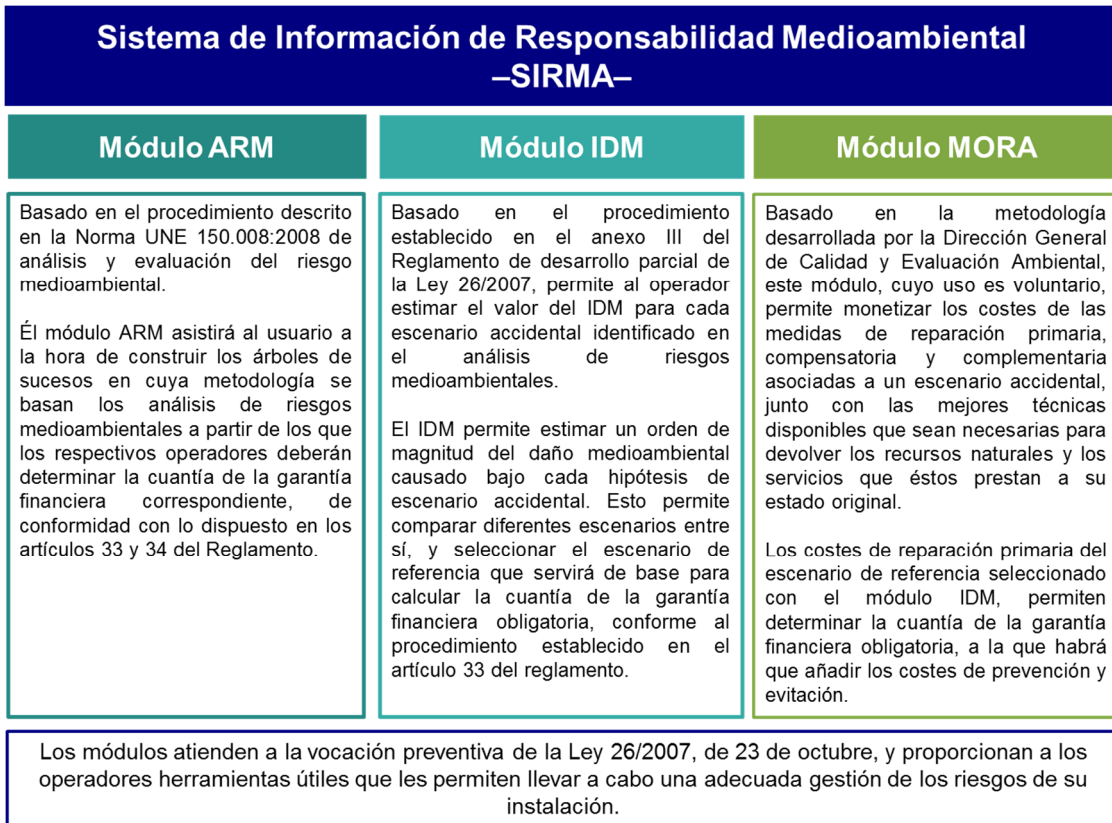 Sistema de Información de Responsabilidad Medioambiental
–SIRMA–
Módulo ARM
Basado en el procedimiento descrito
en la Norma UNE 150.008:2008 de
análisis y evaluación del riesgo
medioambiental.
Él módulo ARM asistirá al usuario a
la hora de construir los árboles de
sucesos en cuya metodología se
basan los análisis de riesgos
medioambientales a partir de los que
los respectivos operadores deberán
determinar la cuantía de la garantía
financiera correspondiente, de
conformidad con lo dispuesto en los
artículos 33 y 34 del Reglamento.
Módulo IDM
Basado en el procedimiento
establecido en el anexo III del
Reglamento de desarrollo parcial de
la Ley 26/2007, permite al operador
estimar el valor del IDM para cada
escenario accidental identificado en
el análisis de riesgos
medioambientales.
El IDM permite estimar un orden de
magnitud del daño medioambiental
causado bajo cada hipótesis de
escenario accidental. Esto permite
comparar diferentes escenarios entre
sí, y seleccionar el escenario de
referencia que servirá de base para
calcular la cuantía de la garantía
financiera obligatoria, conforme al
procedimiento establecido en el
artículo 33 del reglamento.
Módulo MORA
Basado en la metodología
desarrollada por la Dirección General
de Calidad y Evaluación Ambiental,
este módulo, cuyo uso es voluntario,
permite monetizar los costes de las
medidas de reparación primaria,
compensatoria y complementaria
asociadas a un escenario accidental,
junto con las mejores técnicas
disponibles que sean necesarias para
devolver los recursos naturales y los
servicios que éstos prestan a su
estado original.
Los costes de reparación primaria del
escenario de referencia seleccionado
con el módulo IDM, permiten
determinar la cuantía de la garantía
financiera obligatoria, a la que habrá
que añadir los costes de prevención y
evitación.
Los módulos atienden a la vocación preventiva de la Ley 26/2007, de 23 de octubre, y proporcionan a los
operadores herramientas útiles que les permiten llevar a cabo una adecuada gestión de los riesgos de su
instalación.